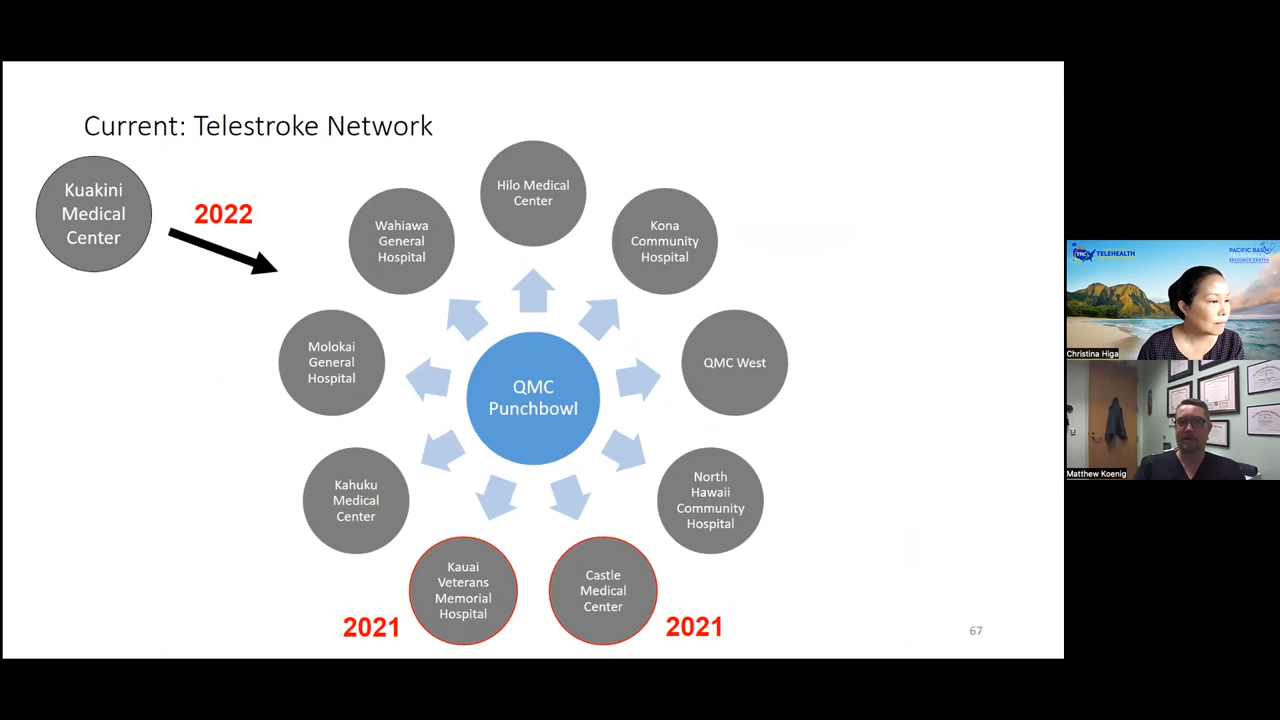 Current: Telestroke Network
Kuakini
Medical
Center
2022
Hilo Medical
Center
Wahiawa
General
Hospital
Kona
Community
Hospital
Molokai
General
Hospital
QMC West
QMC
Punchbowl
Kahuku
Medical
Center
North
Hawaii
Community
Hospital
Kauai
Veterans
Memorial
Hospital
Castle
Medical
Center
2021
2021
67
TELEHEALTH
PACIFIC BASIN
RESOURCE CENTER
Christina Higa
Matthew Koenig